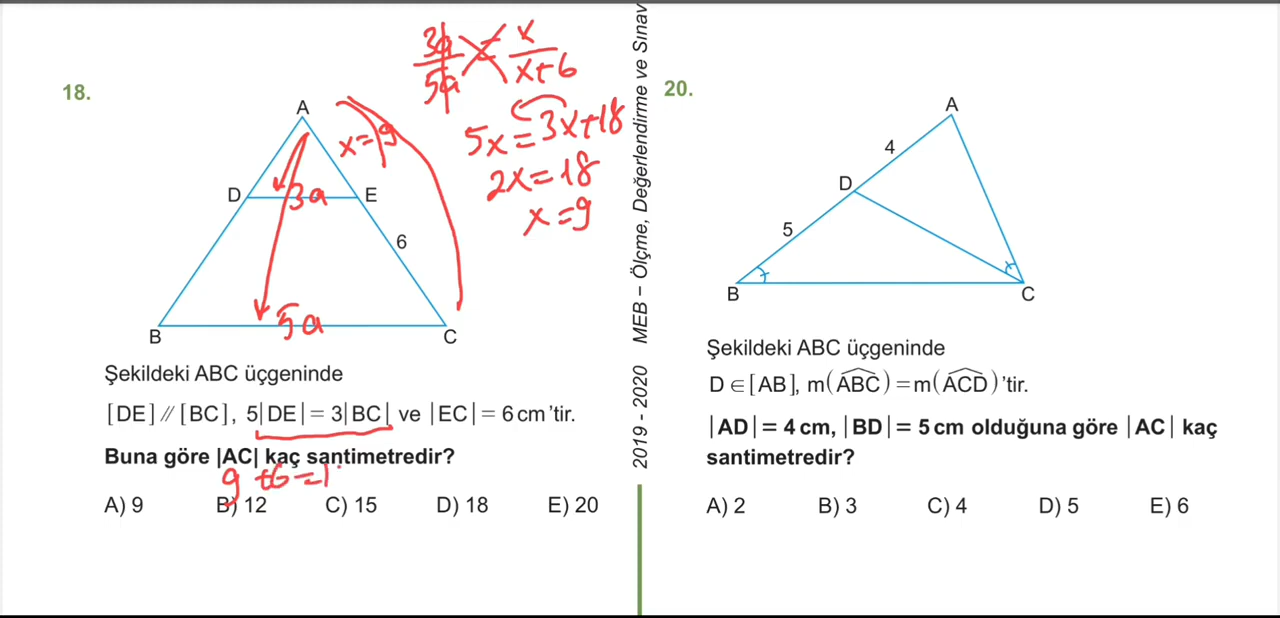 18.
A
D
E
6
B
C
3a
5a
x=9
3a/5a x/x+6
5x=3x+18
2x=18
x=9
Şekildeki ABC üçgeninde
[DE] // [BC], 5|DE| = 3|BC| ve |EC| = 6 cm'tir.
Buna göre |AC| kaç santimetredir?
9+6=1
A) 9 B) 12 C) 15 D) 18 E) 20
2019 - 2020 MEB – Ölçme, Değerlendirme ve Sınav
20.
A
4
D
5
B
C
Şekildeki ABC üçgeninde
D ∈ [AB], m(ABC) = m(ACD)'tir.
|AD| = 4 cm, |BD| = 5 cm olduğuna göre |AC| kaç
santimetredir?
A) 2 B) 3 C) 4 D) 5 E) 6